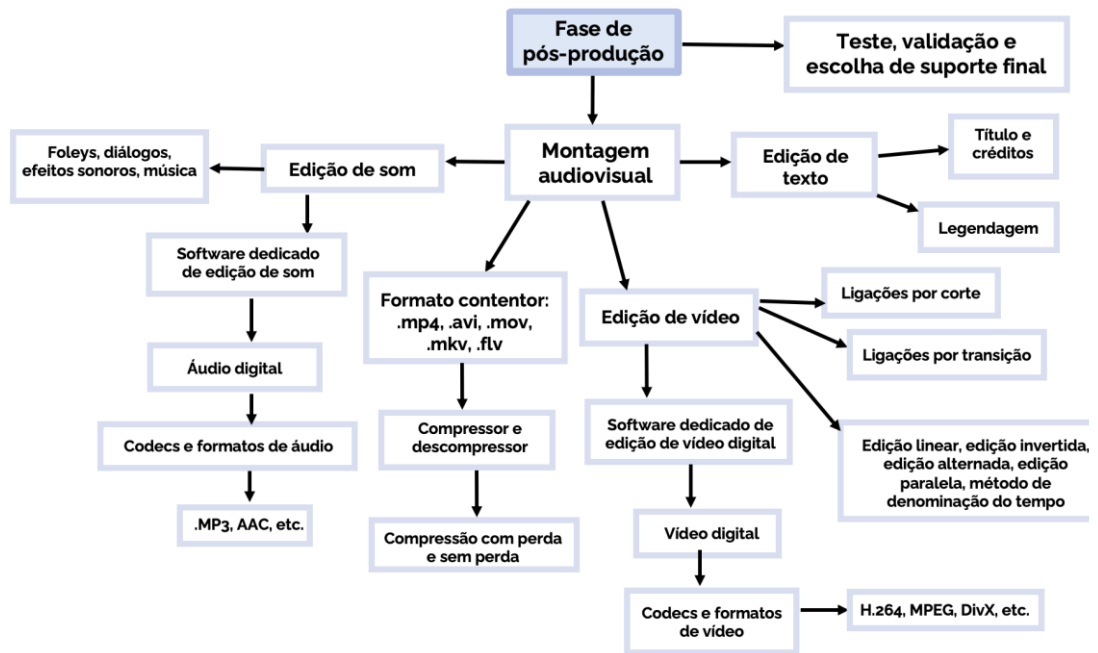 Fase de
pós-produção
Teste, validação e
escolha de suporte final
Foleys, diálogos,
efeitos sonoros, música
Edição de som
Montagem
audiovisual
Edição de
texto
Título e
créditos
Legendagem
Software dedicado
de edição de som
Formato contentor:
.mp4, .avi, .mov,
.mkv, .flv
Edição de vídeo
Ligações por corte
Ligações por transição
Áudio digital
Compressor e
descompressor
Software dedicado de
edição de vídeo digital
Edição linear, edição invertida,
edição alternada, edição
paralela, método de
denominação do tempo
Codecs e formatos de áudio
.MP3, AAC, etc.
Compressão com perda
e sem perda
Vídeo digital
Codecs e formatos
de vídeo
H.264, MPEG, DivX, etc.